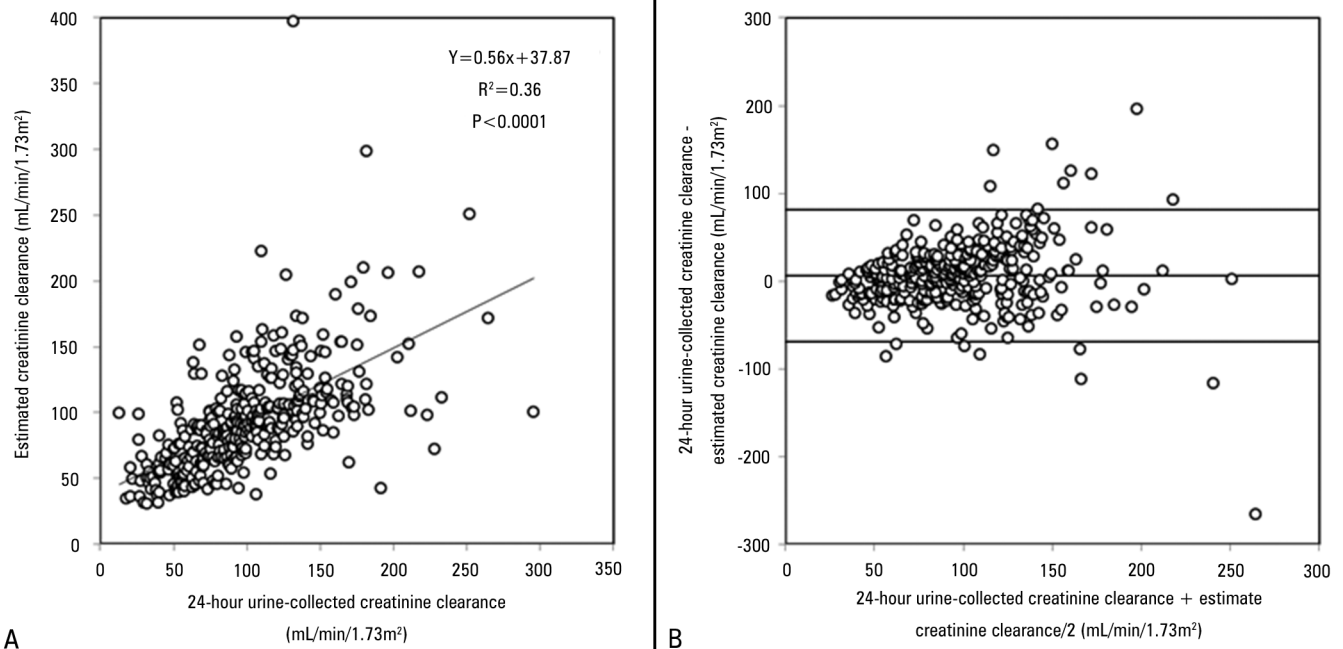 400
350
300
250
200
150
100
50
0
0 50 100 150 200 250 300 350
Estimated creatinine clearance (mL/min/1.73m²)
Y=0.56x+37.87
R²=0.36
P<0.0001
24-hour urine-collected creatinine clearance
(mL/min/1.73m²)
A
300
200
100
0
-100
-200
-300
0 50 100 150 200 250 300
24-hour urine-collected creatinine clearance -
estimated creatinine clearance (mL/min/1.73m²)
24-hour urine-collected creatinine clearance + estimate
creatinine clearance/2 (mL/min/1.73m²)
B